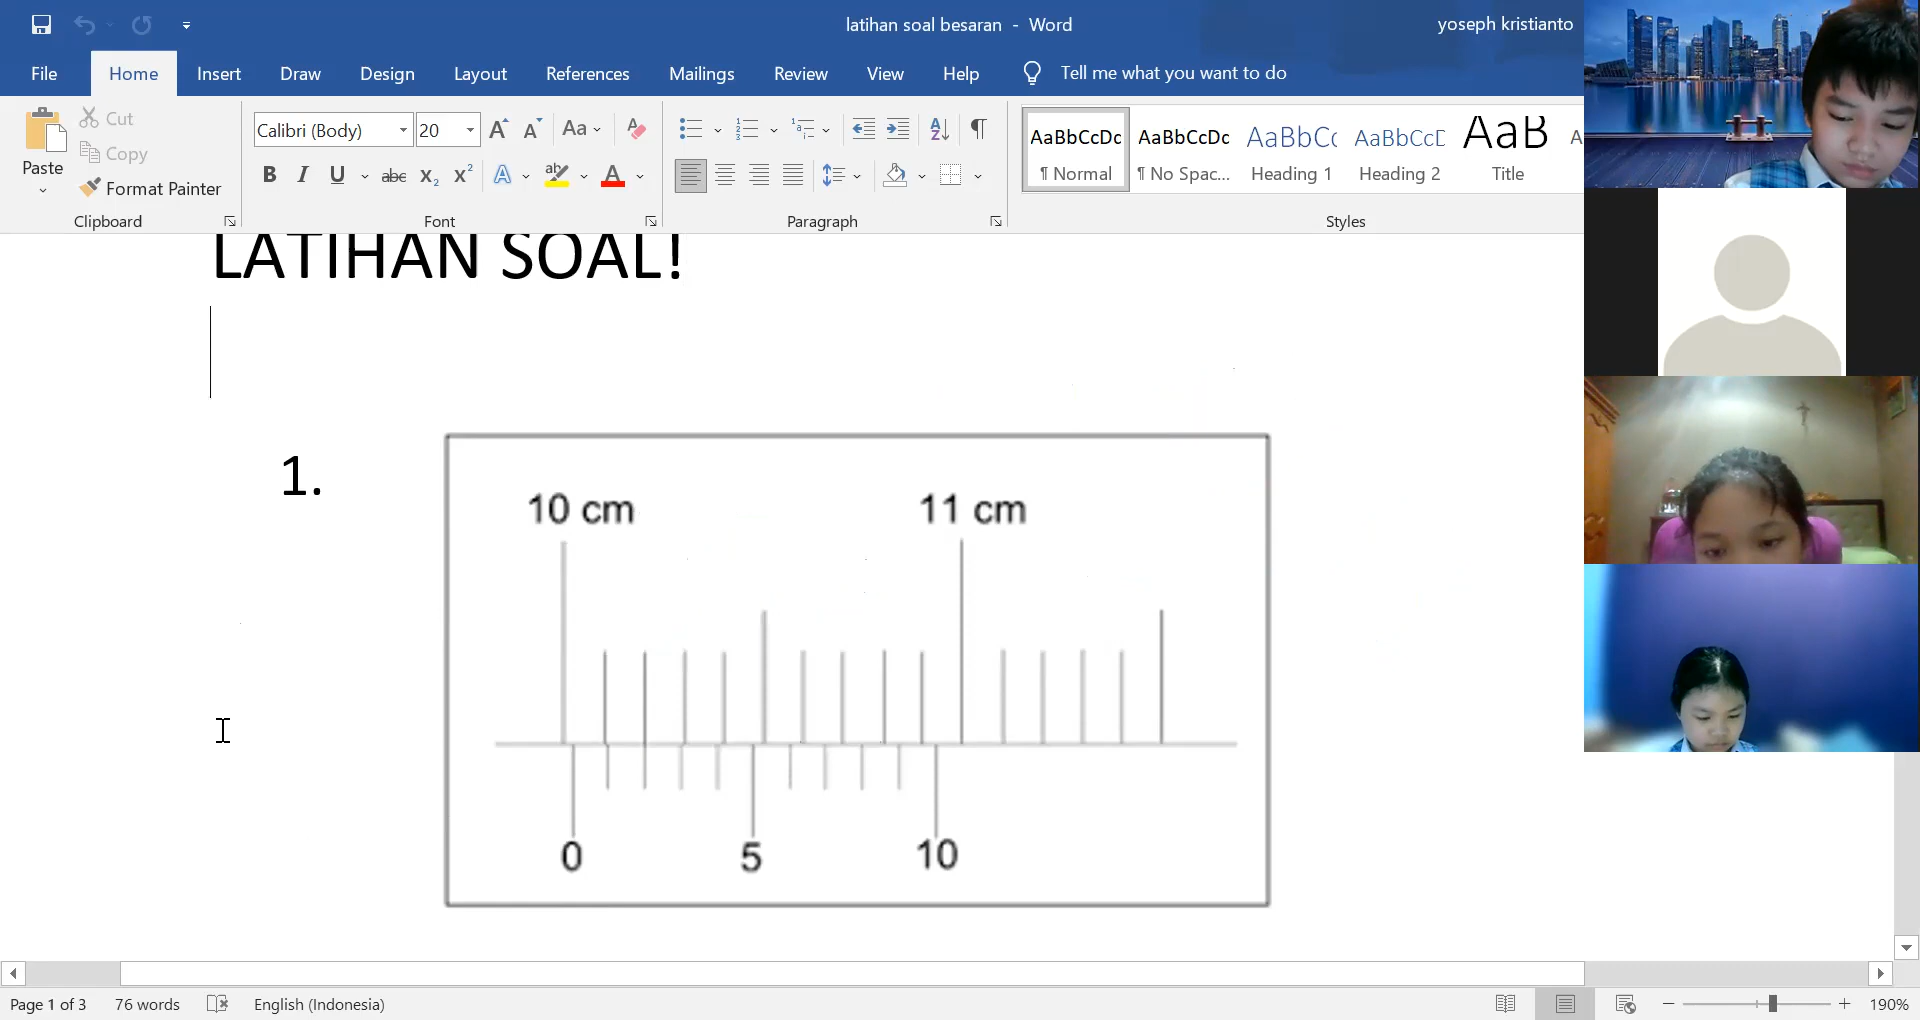 latihan soal besaran - Word
yoseph kristianto
File Home Insert Draw Design Layout References Mailings Review View Help Tell me what you want to do
Paste
Cut
Copy
Format Painter
Clipboard
Calibri (Body) 20
Aa
B I U abc X₂ X² A ab A
Font
Paragraph
AaBbCcDc AaBbCcDc AaBbCc AaBbCcD AaB
¶ Normal ¶ No Spac... Heading 1 Heading 2 Title
Styles
LATIHAN SOAL!
1.
10 cm 11 cm
0 5 10
Page 1 of 3 76 words English (Indonesia) 190%